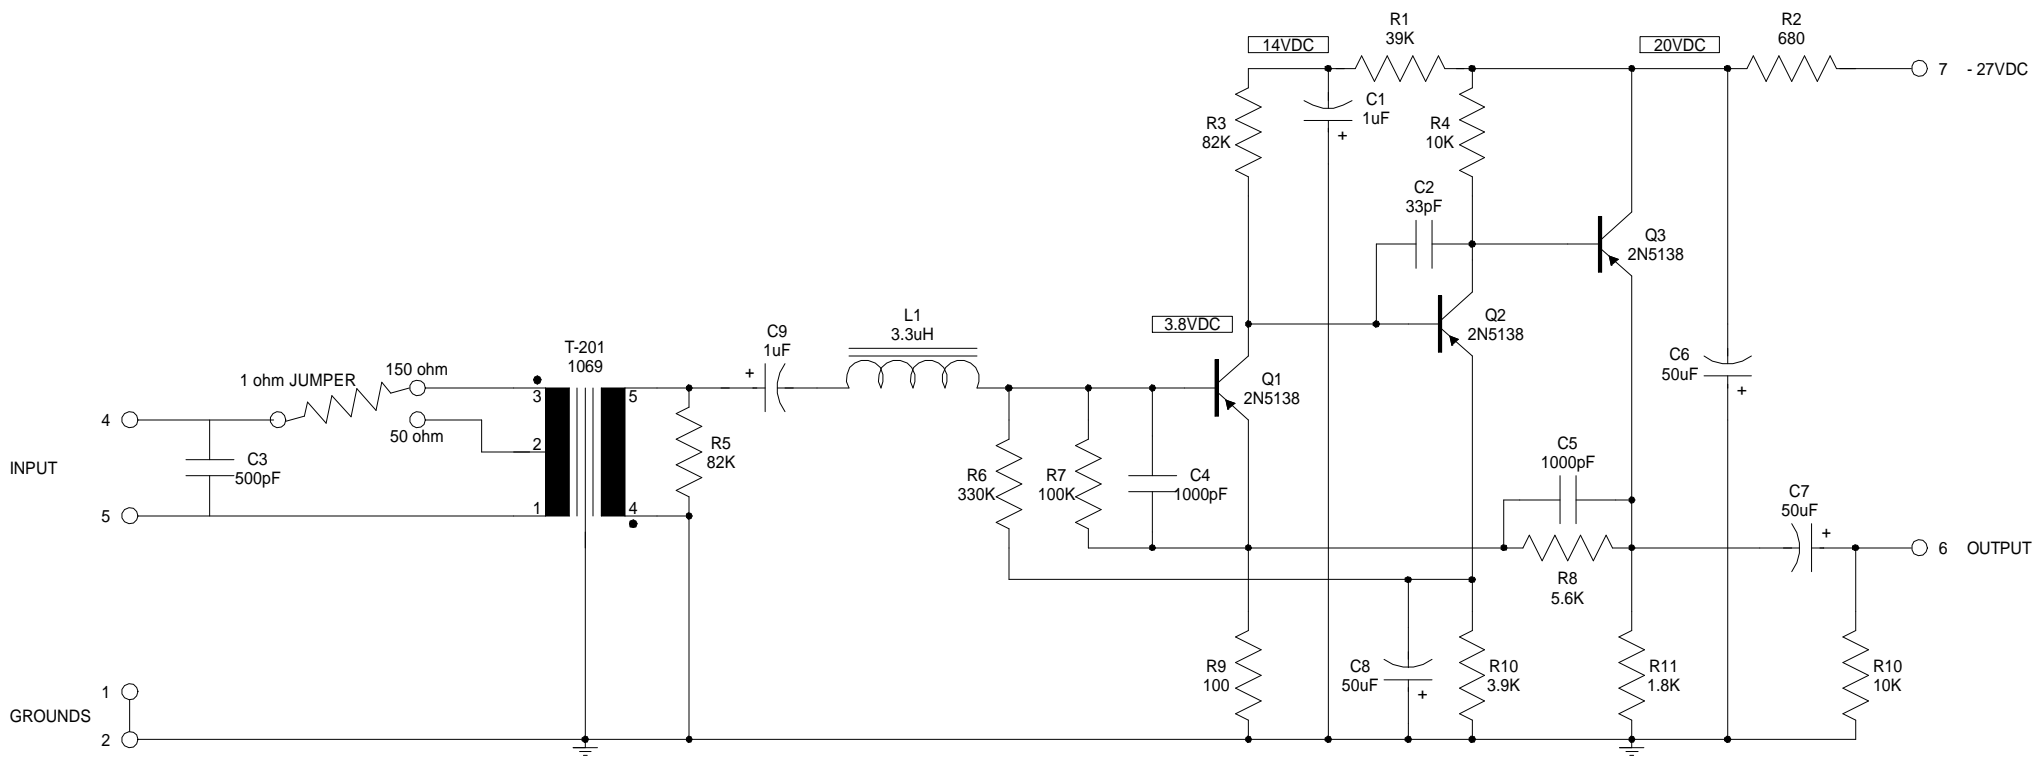 R1
39K
R2
680
14VDC
20VDC
7 - 27VDC
C1
1uF
+
R3
82K
R4
10K
C2
33pF
Q3
2N5138
3.8VDC
Q2
2N5138
L1
3.3uH
C9
1uF
+
T-201
1069
C6
50uF
+
1 ohm JUMPER
150 ohm
3
5
Q1
2N5138
4
50 ohm
2
R5
82K
C3
500pF
INPUT
R6
330K
R7
100K
C4
1000pF
C5
1000pF
C7
50uF
+
5
1
4
6 OUTPUT
R8
5.6K
R9
100
C8
50uF
+
R10
3.9K
R11
1.8K
R10
10K
1
GROUNDS
2